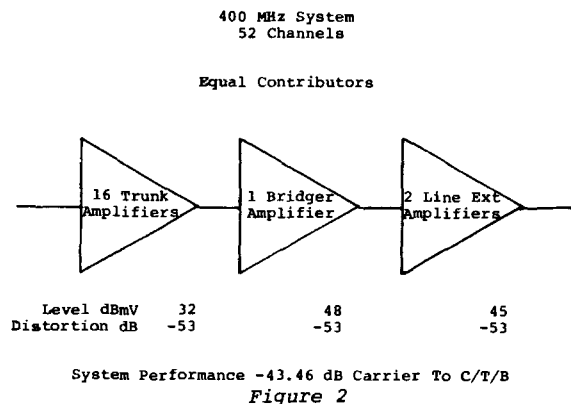 400 MHz System
52 Channels
Equal Contributors
16 Trunk
Amplifiers
1 Bridger
Amplifier
2 Line Ext
Amplifiers
Level dBmV 32 48 45
Distortion dB -53 -53 -53
System Performance -43.46 dB Carrier To C/T/B
Figure 2